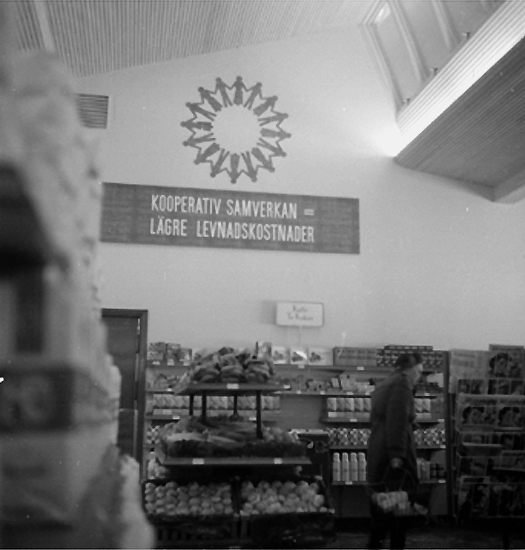 KOOPERATIV SAMVERKAN =
LÄGRE LEVNADSKOSTNADER